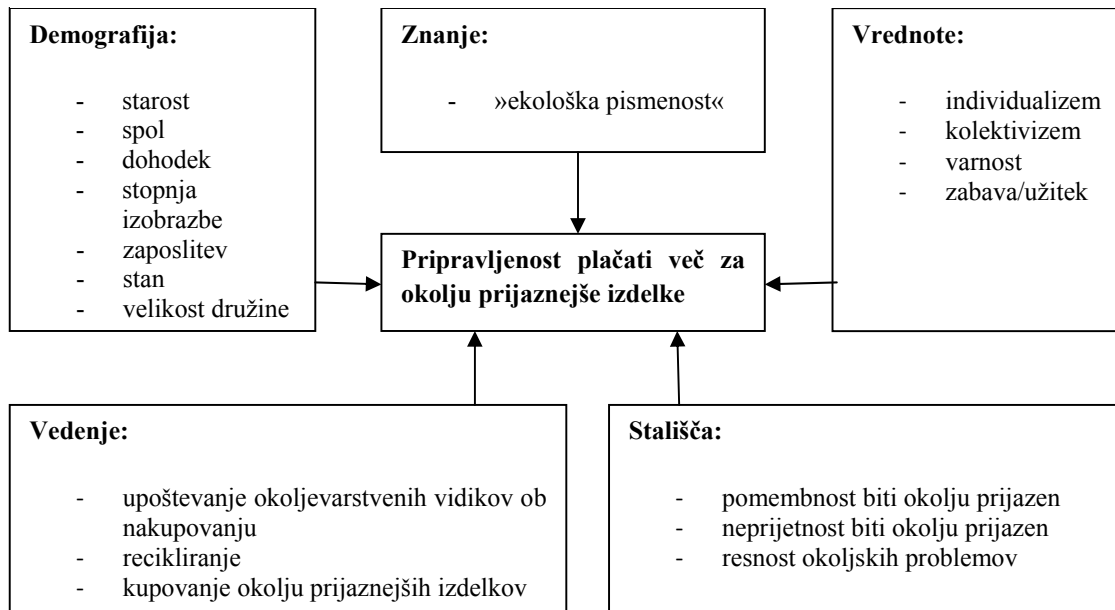 Demografija:
- starost
- spol
- dohodek
- stopnja
izobrazbe
- zaposlitev
- stan
- velikost družine
Znanje:
- »ekološka pismenost«
Vrednote:
- individualizem
- kolektivizem
- varnost
- zabava/užitek
Pripravljenost plačati več za
okolju prijaznejše izdelke
Vedenje:
- upoštevanje okoljevarstvenih vidikov ob
nakupovanju
- recikliranje
- kupovanje okolju prijaznejših izdelkov
Stališča:
- pomembnost biti okolju prijazen
- neprijetnost biti okolju prijazen
- resnost okoljskih problemov